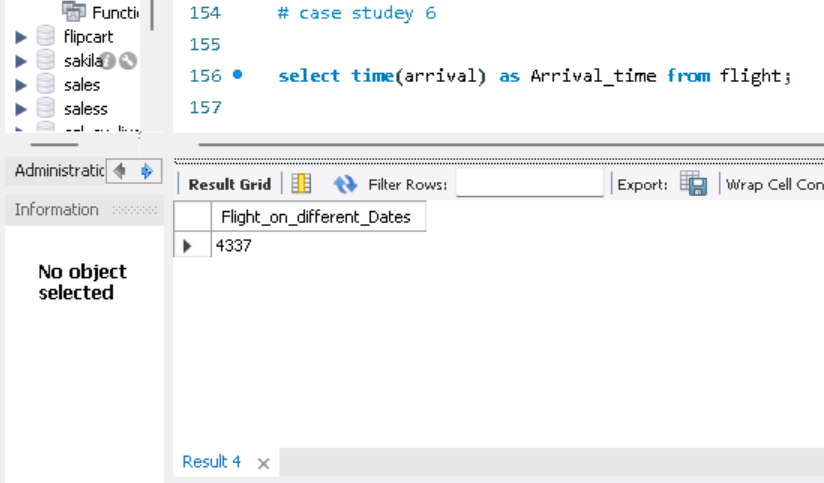 Functi
154 # case studey 6
flipcart
155
sakila
156 select time(arrival) as Arrival_time from flight;
sales
saless
157
Administratic
Result Grid Filter Rows: Export: Wrap Cell Con
Information
Flight_on_different_Dates
4337
No object
selected
Result 4 ×